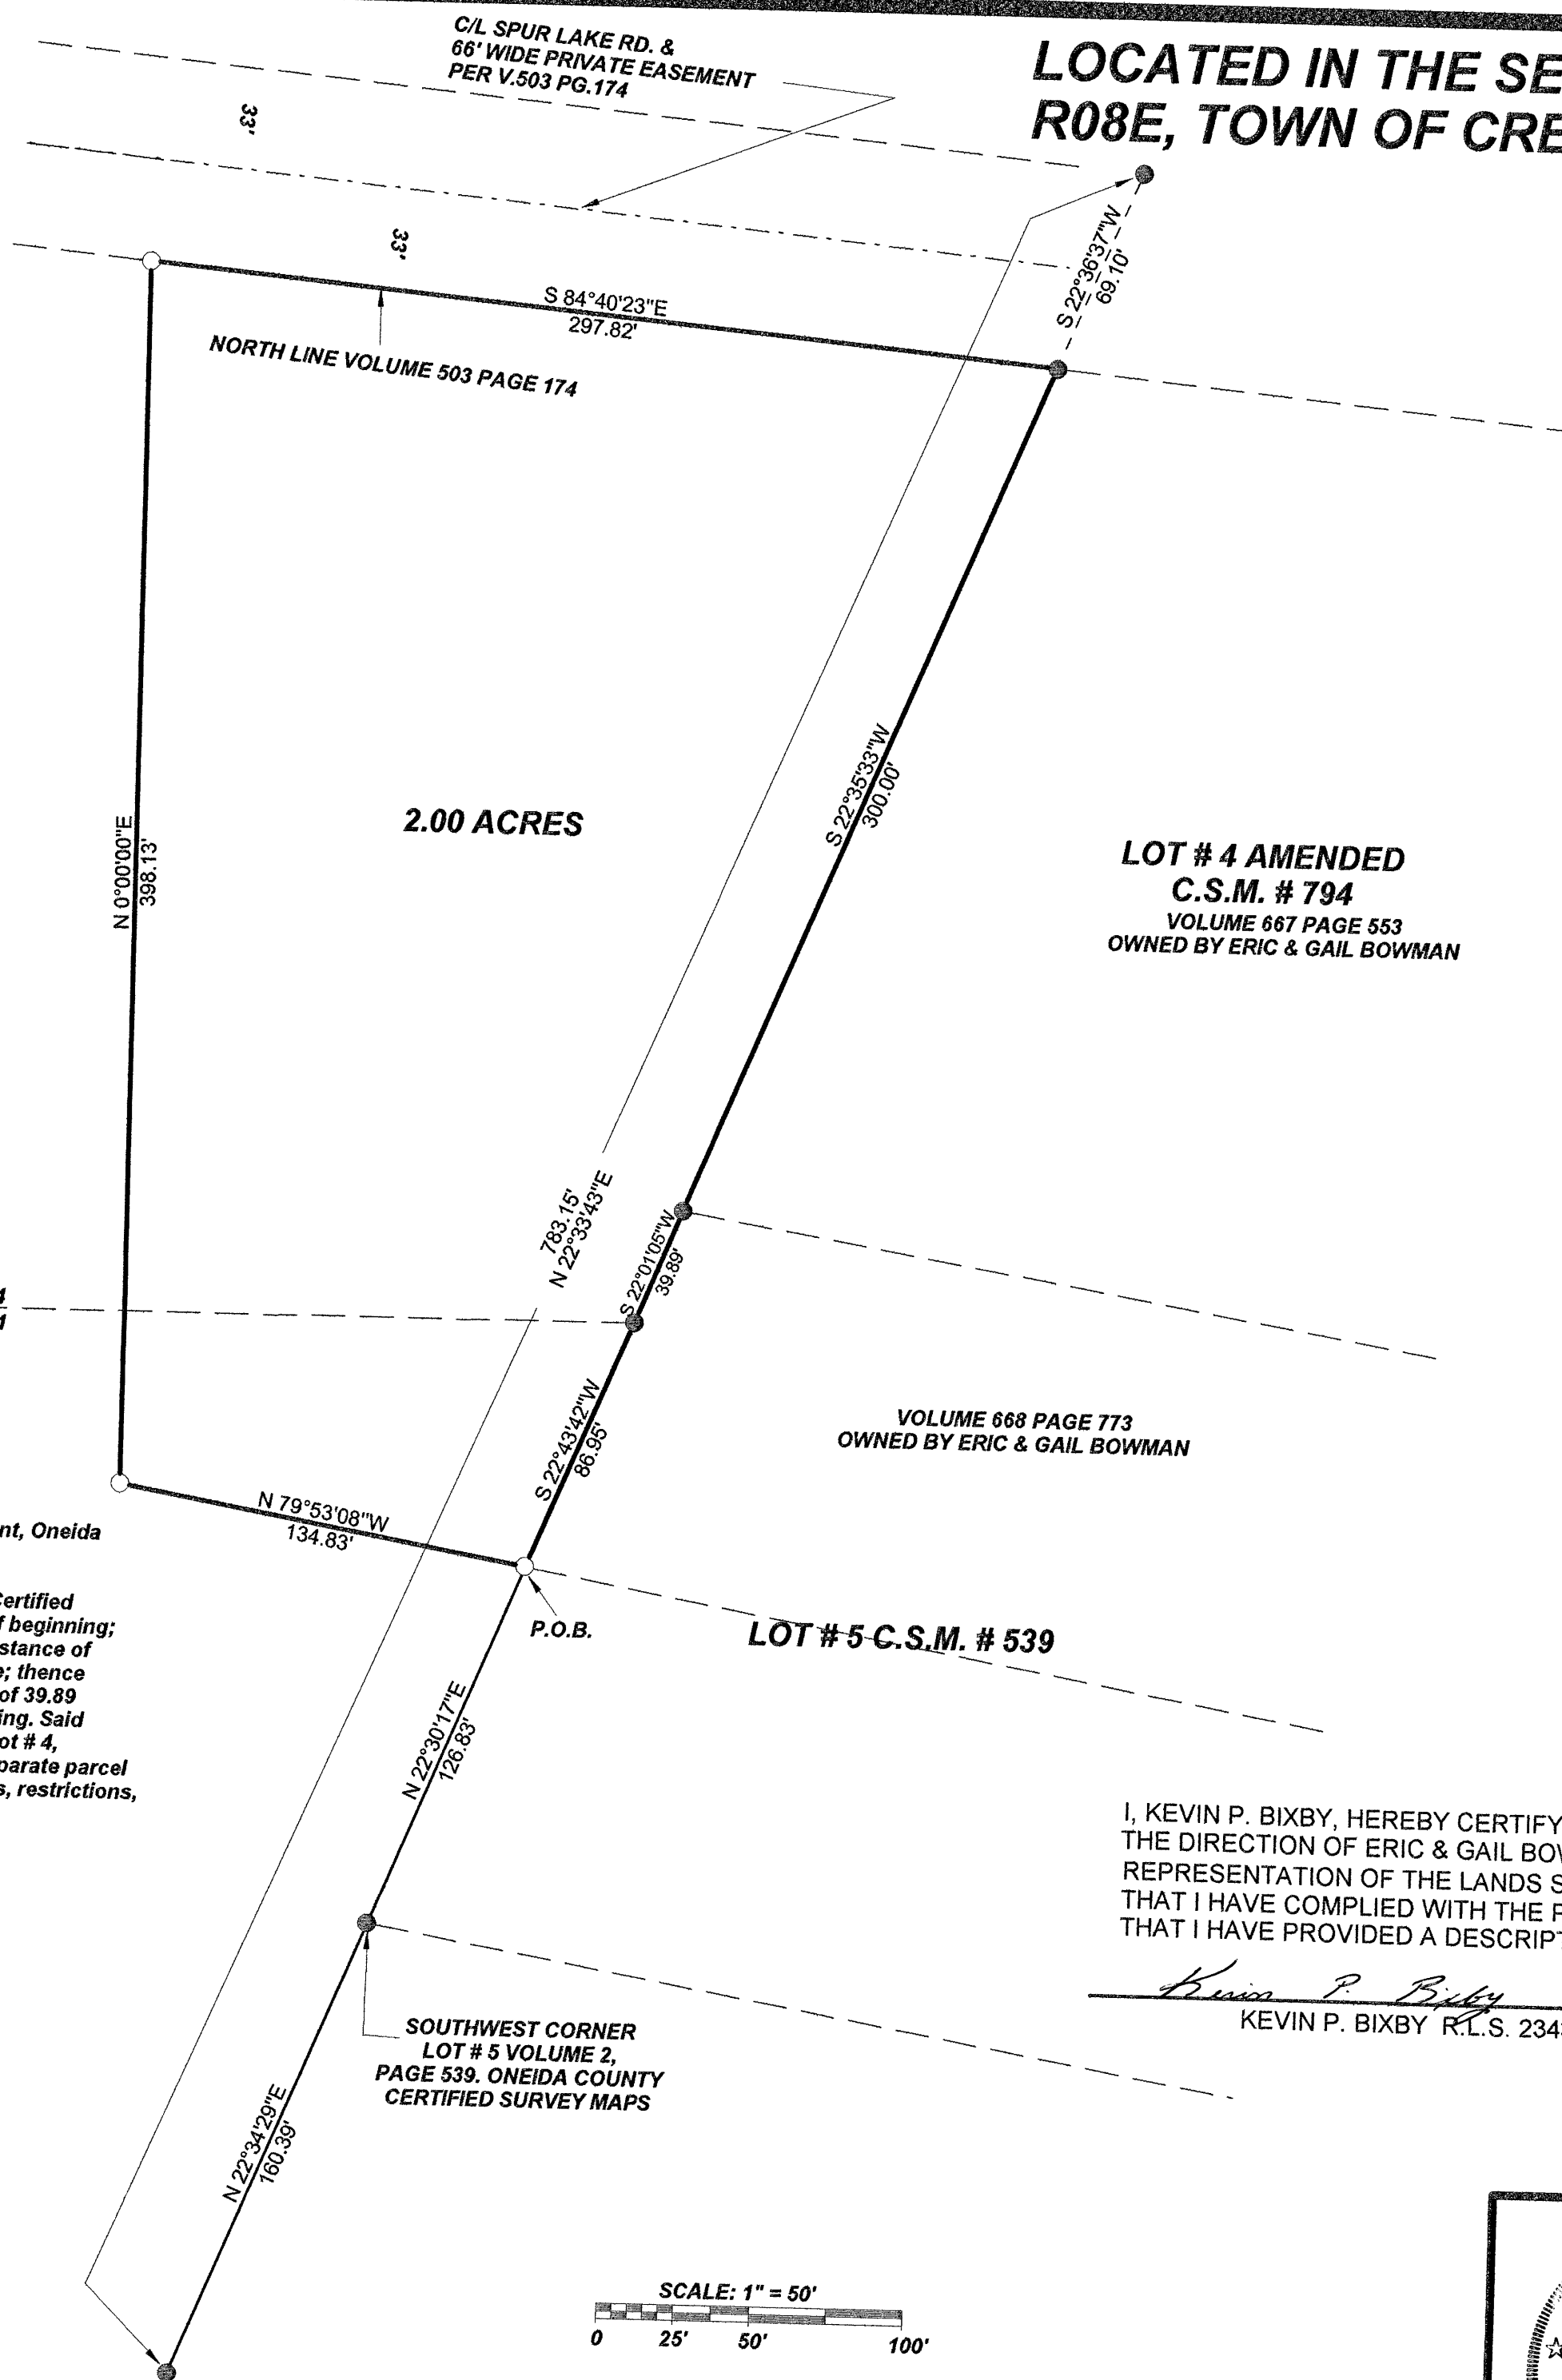 C/L SPUR LAKE RD. &
66' WIDE PRIVATE EASEMENT
PER V.503 PG.174
LOCATED IN THE SE
R08E, TOWN OF CRE
33'
33'
S 22°36'37"W
69.10'
S 84°40'23"E
297.82'
NORTH LINE VOLUME 503 PAGE 174
N 0°00'00"E
398.13'
2.00 ACRES
S 22°35'33"W
300.00'
LOT # 4 AMENDED
C.S.M. # 794
VOLUME 667 PAGE 553
OWNED BY ERIC & GAIL BOWMAN
783.15'
N 22°33'43"E
S 22°01'05"W
39.89'
4
1
S 22°43'42"W
86.95'
VOLUME 668 PAGE 773
OWNED BY ERIC & GAIL BOWMAN
N 79°53'08"W
134.83'
nt, Oneida
Certified
f beginning;
stance of
e; thence
of 39.89
ing. Said
ot # 4,
parate parcel
s, restrictions,
P.O.B.
LOT # 5 C.S.M. # 539
N 22°30'17"E
126.83'
I, KEVIN P. BIXBY, HEREBY CERTIFY
THE DIRECTION OF ERIC & GAIL BOW
REPRESENTATION OF THE LANDS S
THAT I HAVE COMPLIED WITH THE P
THAT I HAVE PROVIDED A DESCRIPT
Kevin P. Bixby
KEVIN P. BIXBY R.L.S. 234
SOUTHWEST CORNER
LOT # 5 VOLUME 2,
PAGE 539. ONEIDA COUNTY
CERTIFIED SURVEY MAPS
N 22°34'29"E
160.39'
SCALE: 1" = 50'
0 25' 50' 100'